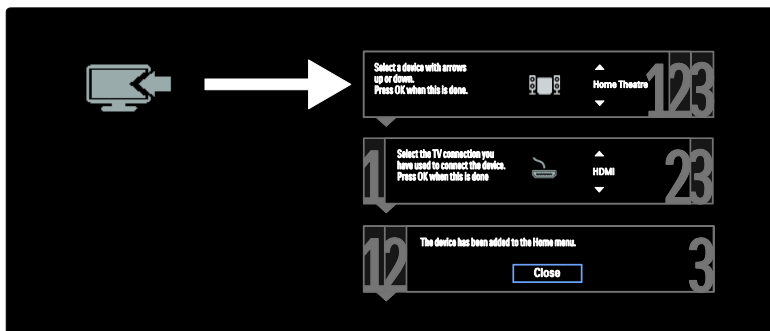 Select a device with arrows
up or down.
Press OK when this is done.
Home Theatre
123
1
Select the TV connection you
have used to connect the device.
Press OK when this is done
HDMI
23
12
The device has been added to the Home menu.
Close
3